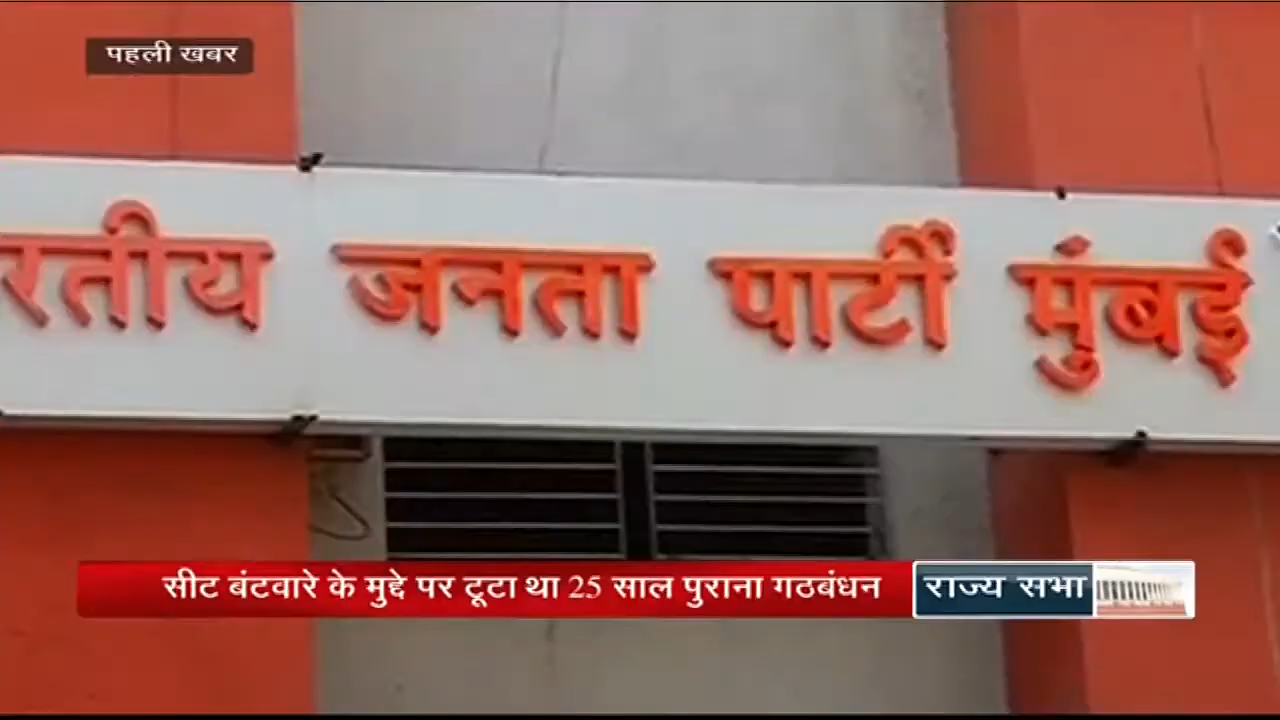 पहली खबर
रतीय जनता पार्टी मुंबई
सीट बंटवारे के मुद्दे पर टूटा था 25 साल पुराना गठबंधन
राज्य सभा